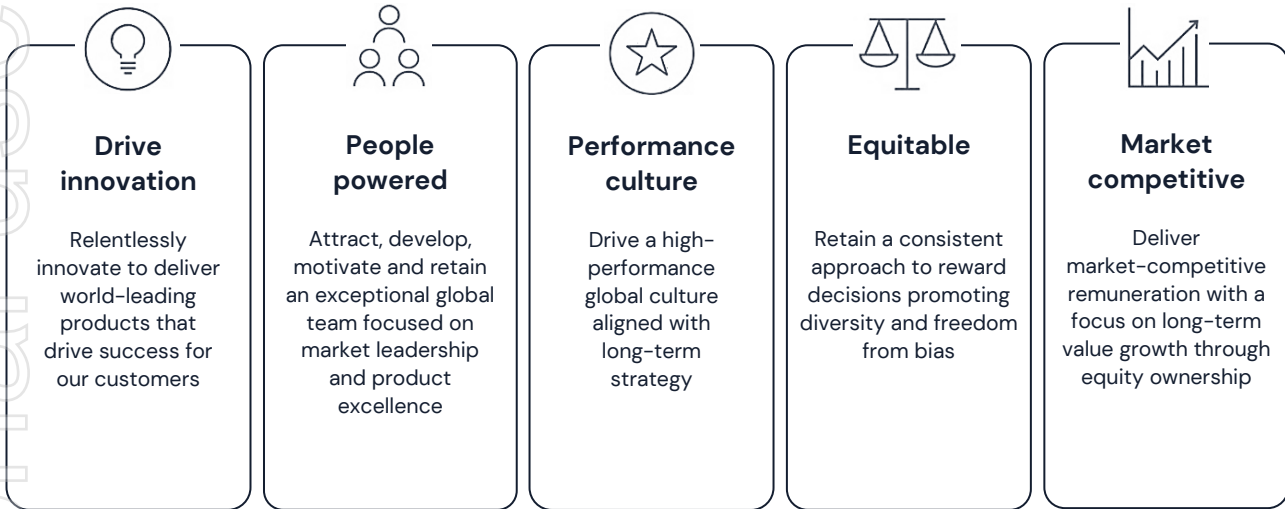 Drive
innovation
Relentlessly
innovate to deliver
world-leading
products that
drive success for
our customers
People
powered
Attract, develop,
motivate and retain
an exceptional global
team focused on
market leadership
and product
excellence
Performance
culture
Drive a high-
performance
global culture
aligned with
long-term
strategy
Equitable
Retain a consistent
approach to reward
decisions promoting
diversity and freedom
from bias
Market
competitive
Deliver
market-competitive
remuneration with a
focus on long-term
value growth through
equity ownership